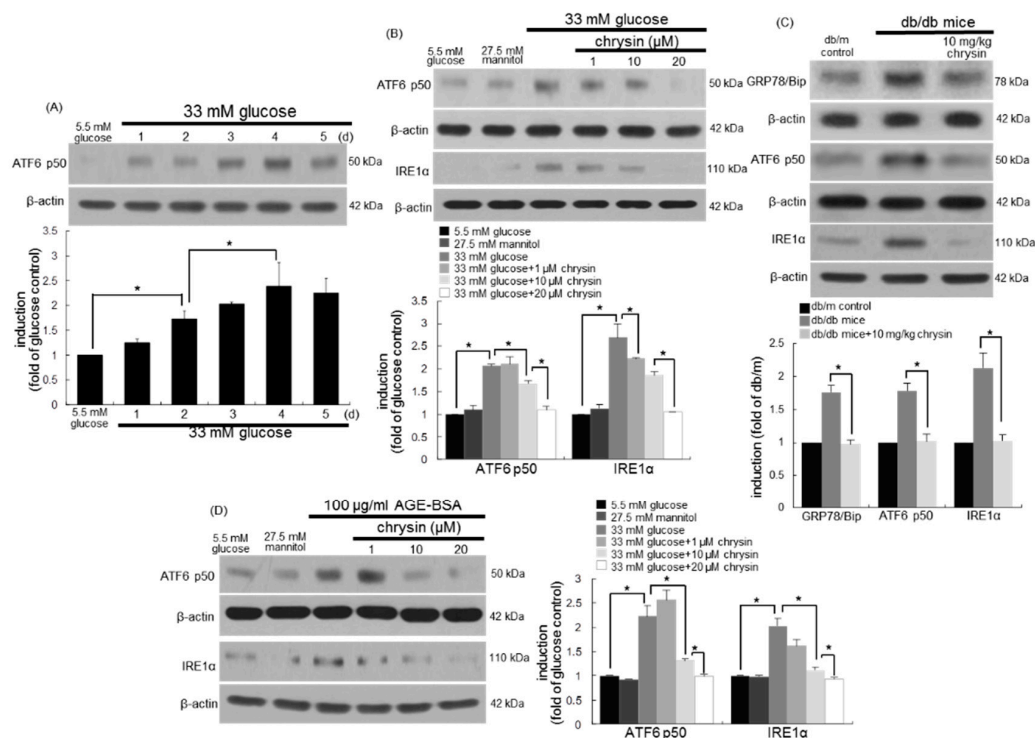 (A)
33 mM glucose
5.5 mM
glucose
1 2 3 4 5 (d)
ATF6 p50
50 kDa
β-actin
42 kDa
induction
(fold of glucose control)
3.5
3
2.5
2
1.5
1
0.5
0
*
*
5.5 mM
glucose
1 2 3 4 5 (d)
33 mM glucose
(B)
33 mM glucose
chrysin (µM)
5.5 mM
glucose
27.5 mM
mannitol
1 10 20
ATF6 p50
50 kDa
β-actin
42 kDa
IRE1α
110 kDa
β-actin
42 kDa
5.5 mM glucose
27.5 mM mannitol
33 mM glucose
33 mM glucose+1 µM chrysin
33 mM glucose+10 µM chrysin
33 mM glucose+20 µM chrysin
induction
(fold of glucose control)
3.5
3
2.5
2
1.5
1
0.5
0
* * *
* * * *
ATF6 p50 IRE1α
(C)
db/db mice
db/m
control
10 mg/kg
chrysin
GRP78/Bip
78 kDa
β-actin
42 kDa
ATF6 p50
50 kDa
β-actin
42 kDa
IRE1α
110 kDa
β-actin
42 kDa
db/m control
db/db mice
db/db mice+10 mg/kg chrysin
induction (fold of db/m)
2.5
2
1.5
1
0.5
0
* * *
GRP78/Bip ATF6 p50 IRE1α
(D)
100 µg/ml AGE-BSA
chrysin (µM)
5.5 mM
glucose
27.5 mM
mannitol
1 10 20
ATF6 p50
50 kDa
β-actin
42 kDa
IRE1α
110 kDa
β-actin
42 kDa
5.5 mM glucose
27.5 mM mannitol
33 mM glucose
33 mM glucose+1 µM chrysin
33 mM glucose+10 µM chrysin
33 mM glucose+20 µM chrysin
induction
(fold of glucose control)
3
2.5
2
1.5
1
0.5
0
* * *
* * *
ATF6 p50 IRE1α